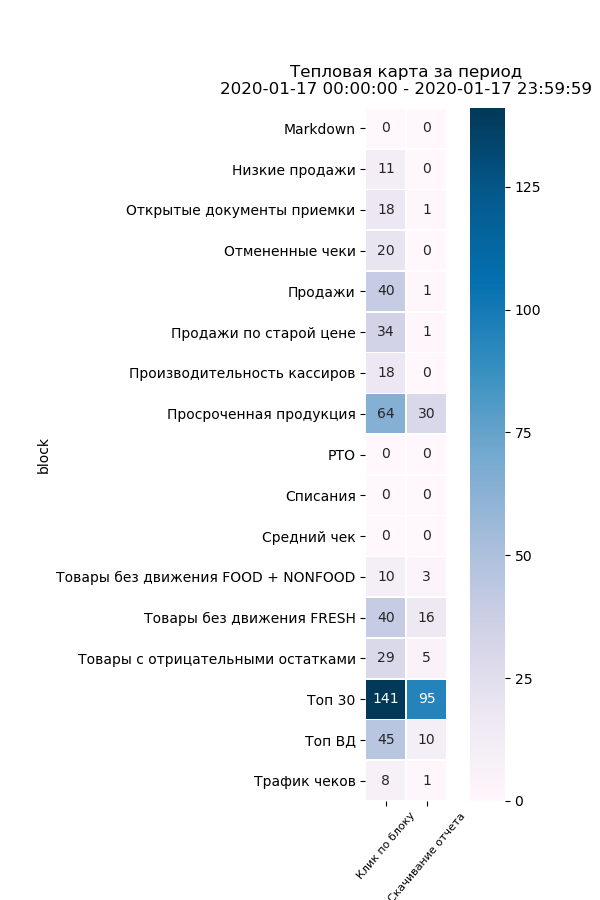 Тепловая карта за период
2020-01-17 00:00:00 - 2020-01-17 23:59:59
block
Markdown 0 0
Низкие продажи 11 0
Открытые документы приемки 18 1
Отмененные чеки 20 0
Продажи 40 1
Продажи по старой цене 34 1
Производительность кассиров 18 0
Просроченная продукция 64 30
РТО 0 0
Списания 0 0
Средний чек 0 0
Товары без движения FOOD + NONFOOD 10 3
Товары без движения FRESH 40 16
Товары с отрицательными остатками 29 5
Топ 30 141 95
Топ ВД 45 10
Трафик чеков 8 1
Клик по блоку
Скачивание отчета
125
100
75
50
25
0